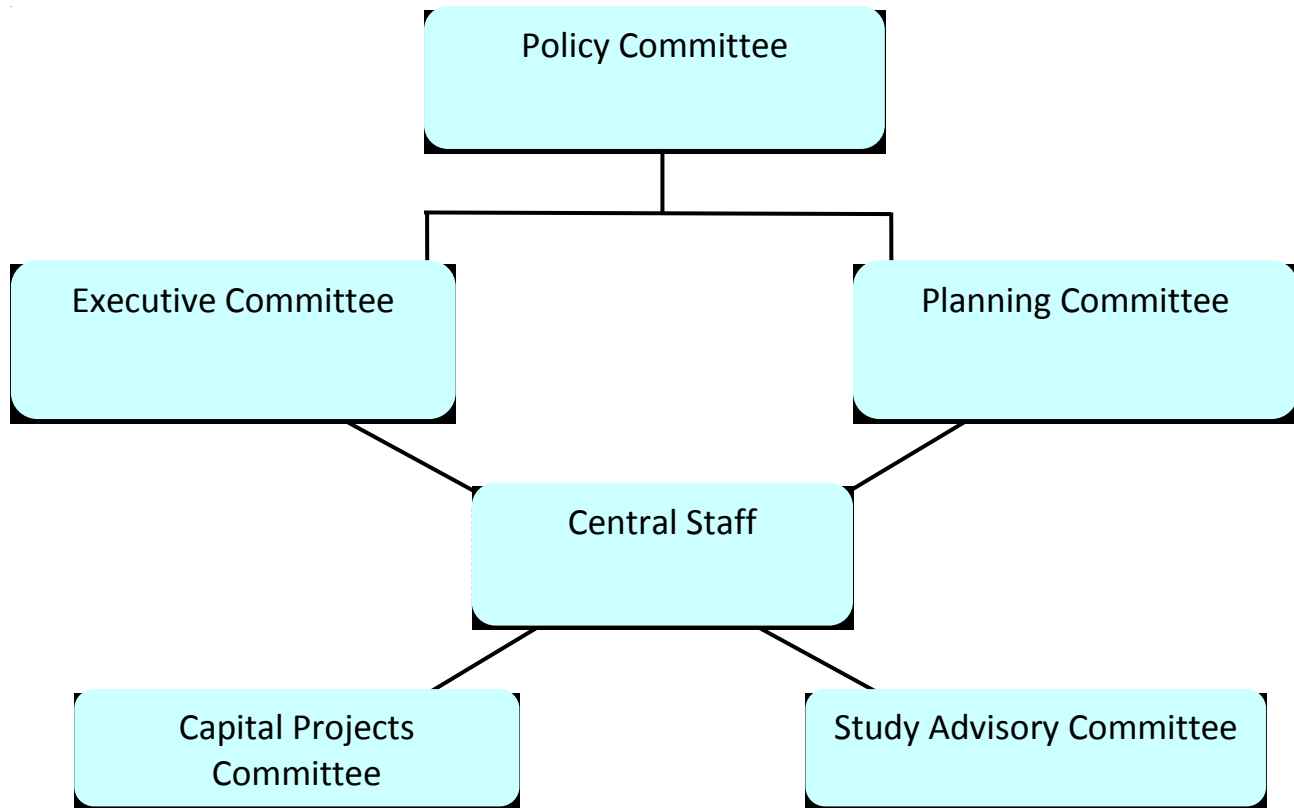 Policy Committee
Executive Committee
Planning Committee
Central Staff
Capital Projects
Committee
Study Advisory Committee